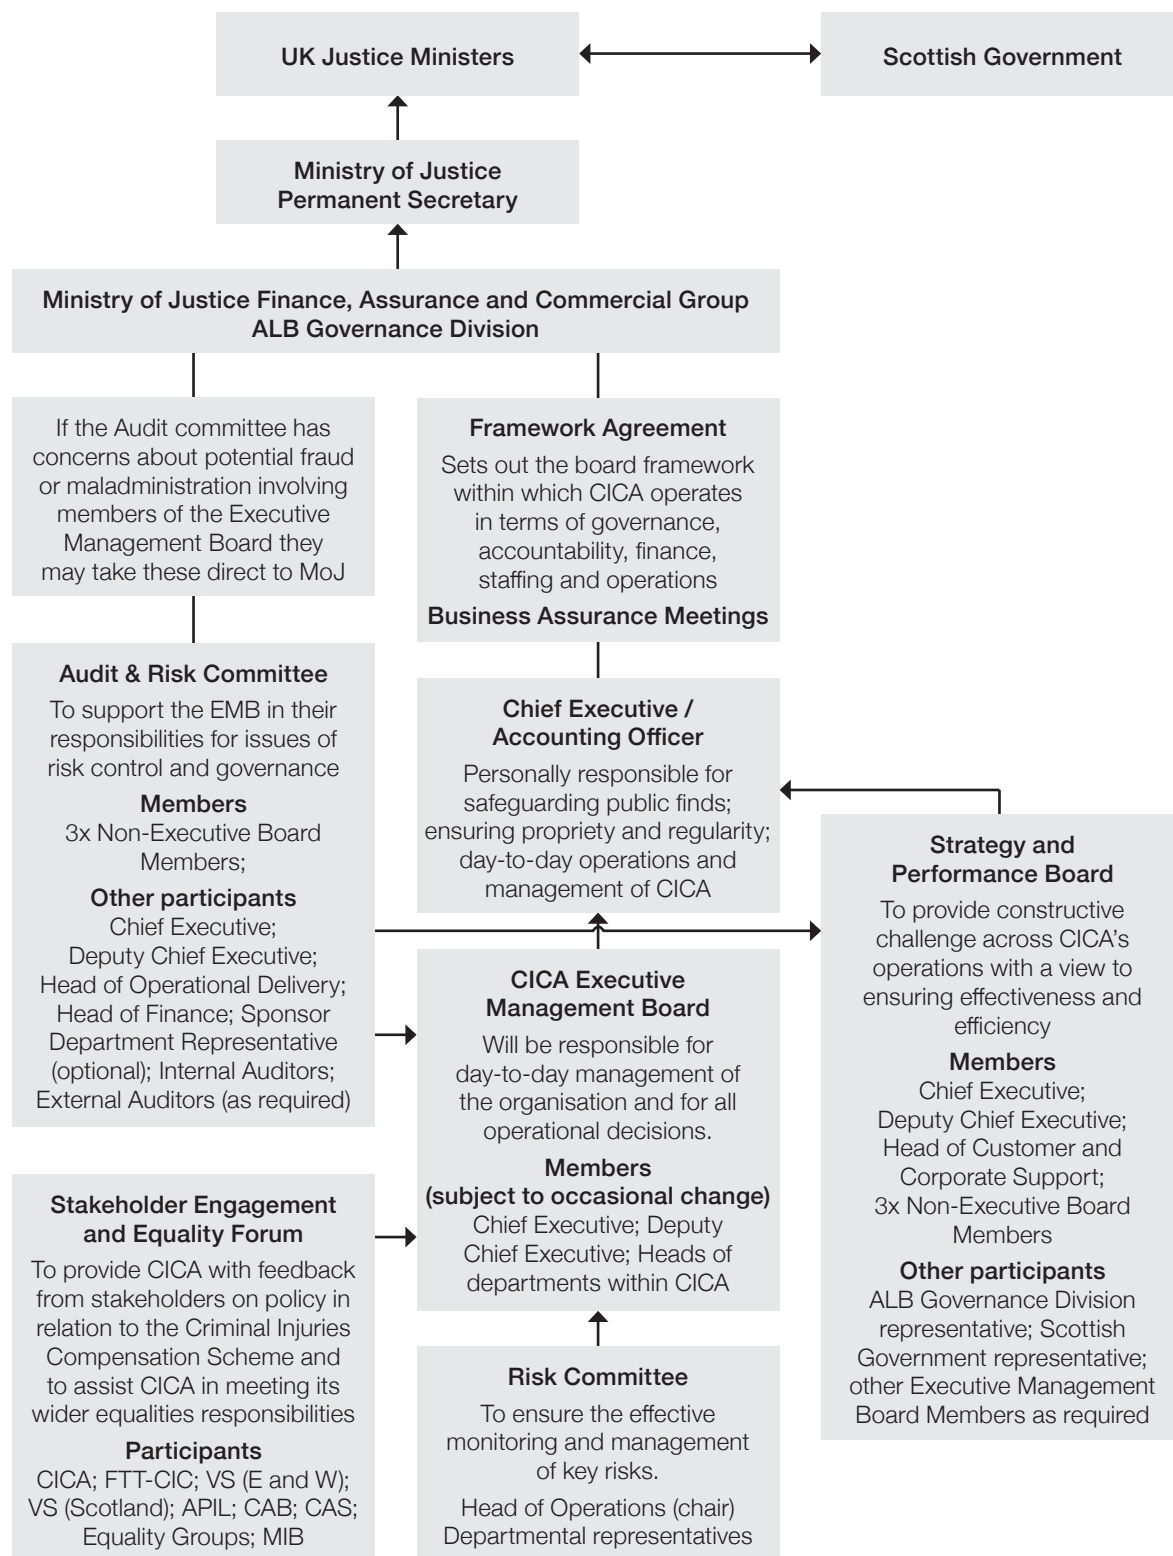 UK Justice Ministers
Scottish Government
Ministry of Justice
Permanent Secretary
Ministry of Justice Finance, Assurance and Commercial Group
ALB Governance Division
If the Audit committee has
concerns about potential fraud
or maladministration involving
members of the Executive
Management Board they
may take these direct to MoJ
Framework Agreement
Sets out the board framework
within which CICA operates
in terms of governance,
accountability, finance,
staffing and operations
Business Assurance Meetings
Audit & Risk Committee
To support the EMB in their
responsibilities for issues of
risk control and governance
Members
3x Non-Executive Board
Members;
Other participants
Chief Executive;
Deputy Chief Executive;
Head of Operational Delivery;
Head of Finance; Sponsor
Department Representative
(optional); Internal Auditors;
External Auditors (as required)
Chief Executive /
Accounting Officer
Personally responsible for
safeguarding public finds;
ensuring propriety and regularity;
day-to-day operations and
management of CICA
Strategy and
Performance Board
To provide constructive
challenge across CICA's
operations with a view to
ensuring effectiveness and
efficiency
Members
Chief Executive;
Deputy Chief Executive;
Head of Customer and
Corporate Support;
3x Non-Executive Board
Members
Other participants
ALB Governance Division
representative; Scottish
Government representative;
other Executive Management
Board Members as required
CICA Executive
Management Board
Will be responsible for
day-to-day management of
the organisation and for all
operational decisions.
Members
(subject to occasional change)
Chief Executive; Deputy
Chief Executive; Heads of
departments within CICA
Stakeholder Engagement
and Equality Forum
To provide CICA with feedback
from stakeholders on policy in
relation to the Criminal Injuries
Compensation Scheme and
to assist CICA in meeting its
wider equalities responsibilities
Participants
CICA; FTT-CIC; VS (E and W);
VS (Scotland); APIL; CAB; CAS;
Equality Groups; MIB
Risk Committee
To ensure the effective
monitoring and management
of key risks.
Head of Operations (chair)
Departmental representatives